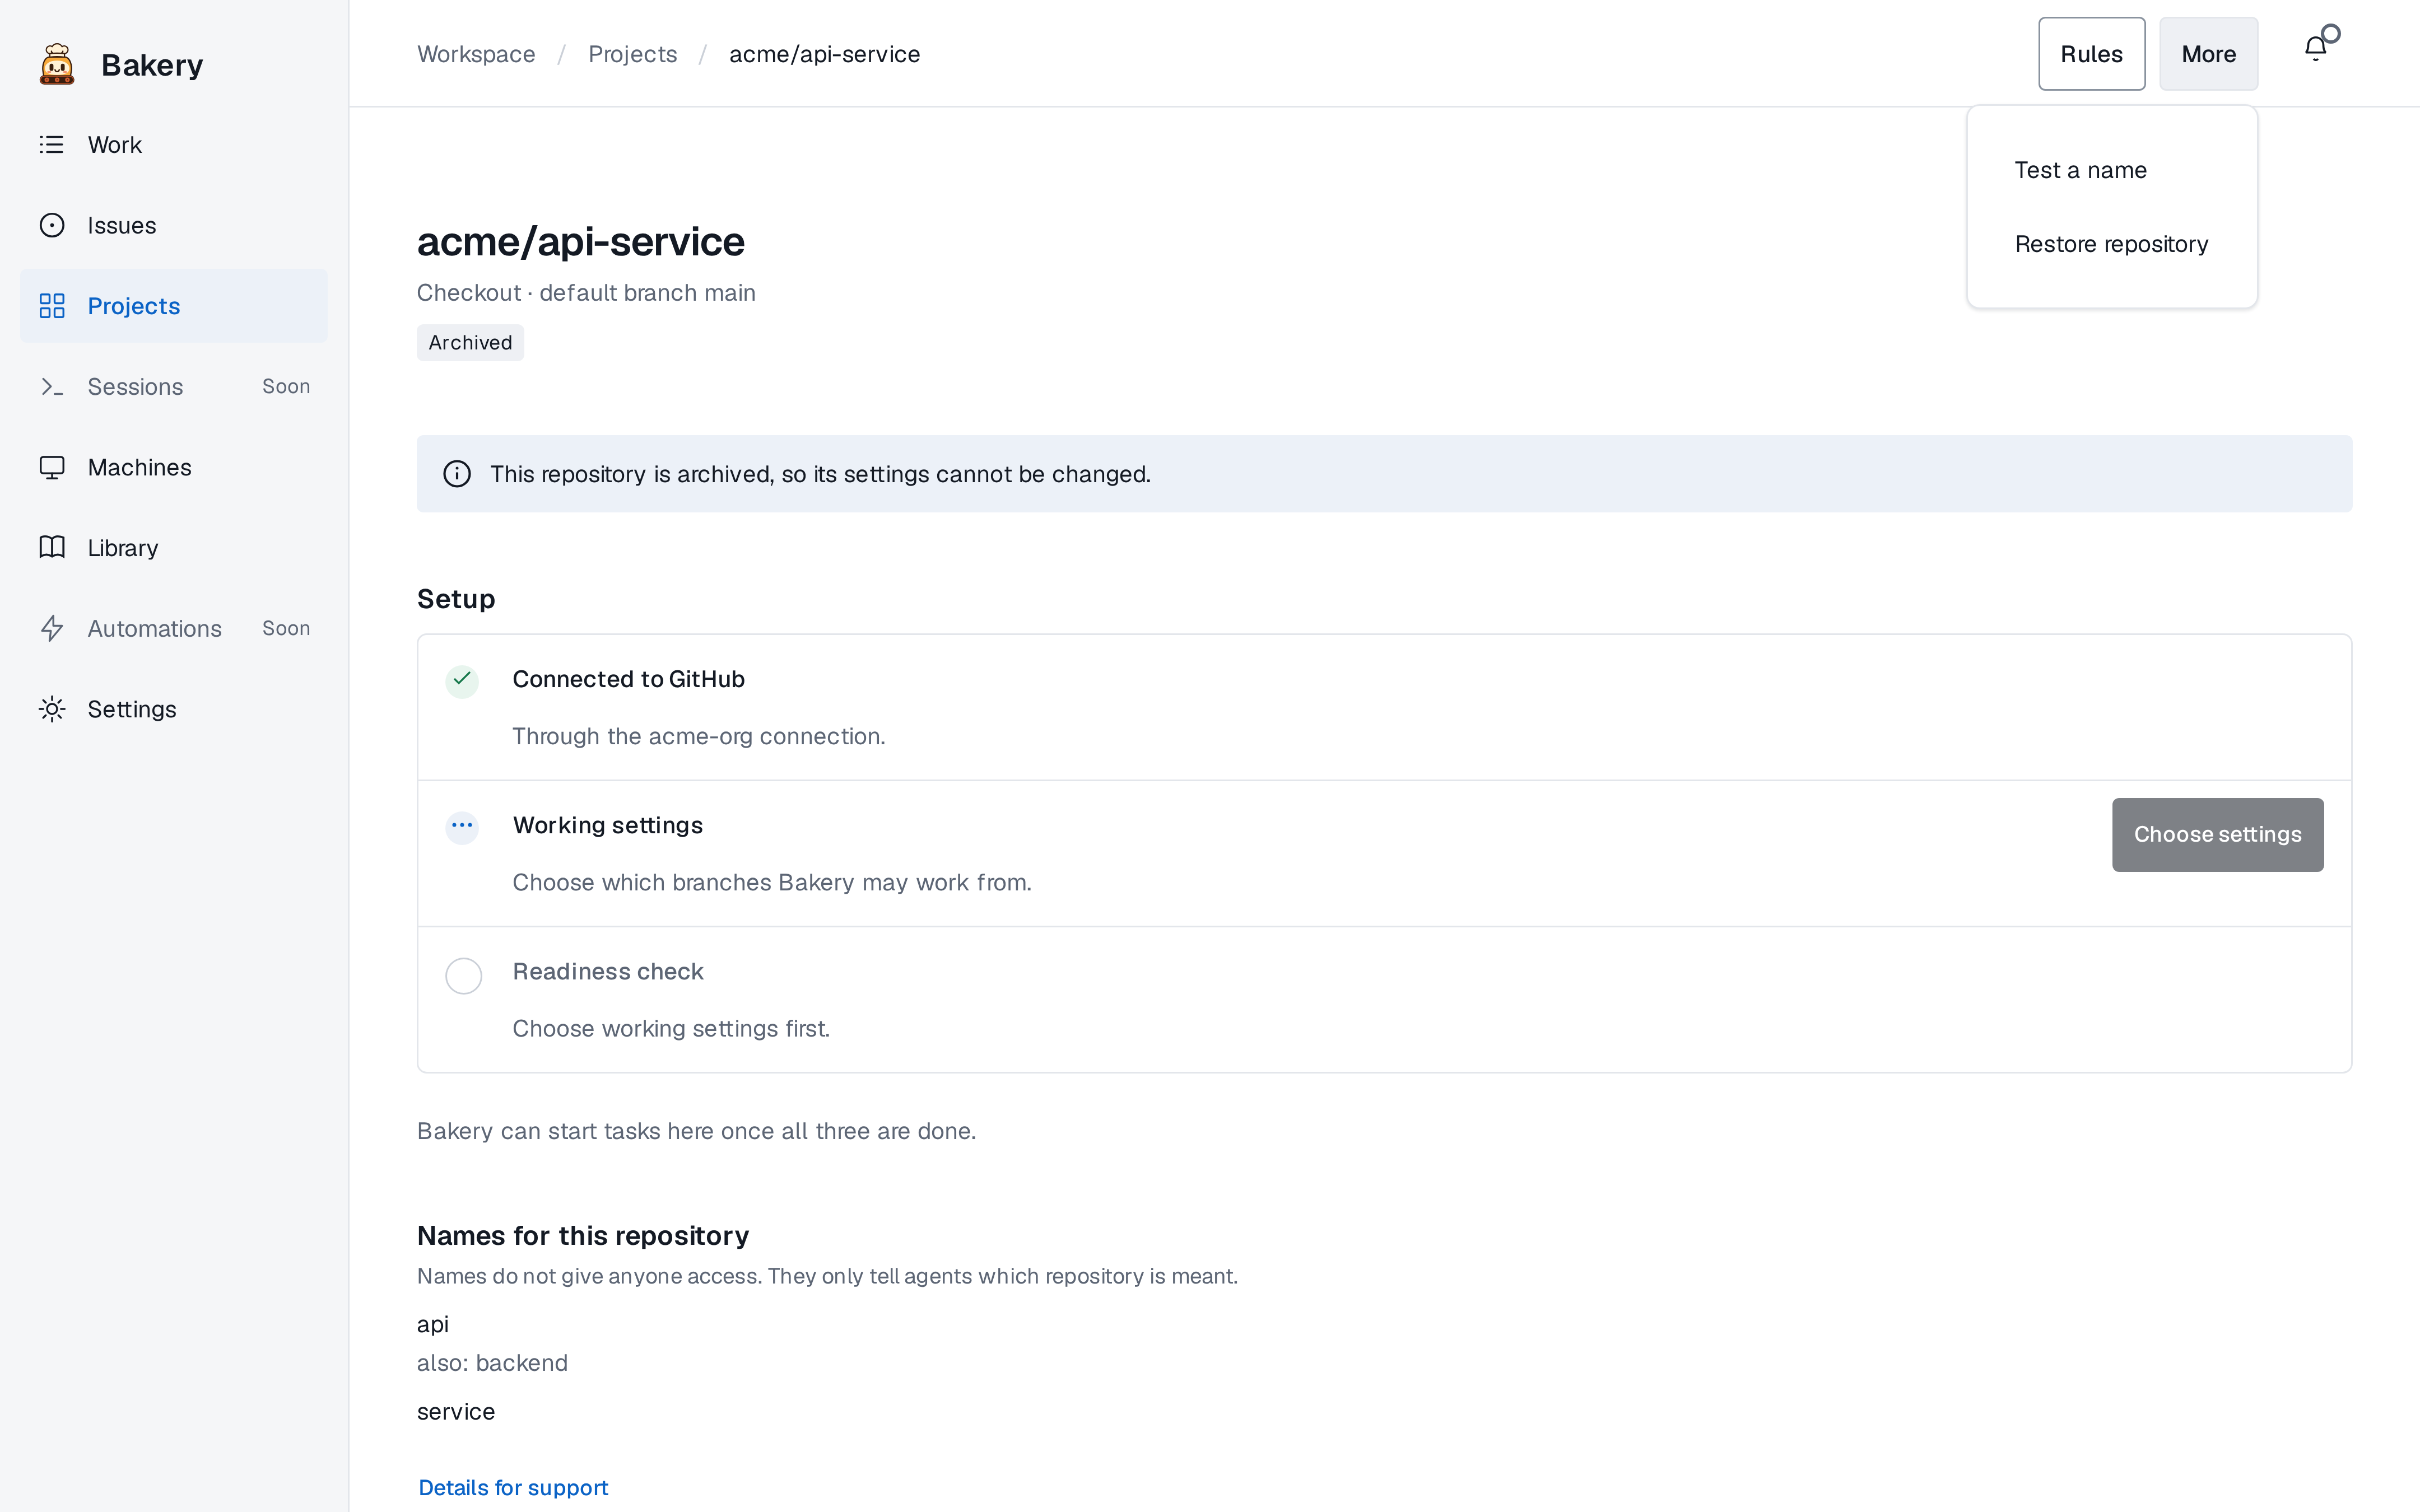 Bakery
Work
Issues
Projects
Sessions Soon
Machines
Library
Automations Soon
Settings
Workspace / Projects / acme/api-service
Rules
More
Test a name
Restore repository
acme/api-service
Checkout · default branch main
Archived
This repository is archived, so its settings cannot be changed.
Setup
Connected to GitHub
Through the acme-org connection.
Working settings
Choose which branches Bakery may work from.
Choose settings
Readiness check
Choose working settings first.
Bakery can start tasks here once all three are done.
Names for this repository
Names do not give anyone access. They only tell agents which repository is meant.
api
also: backend
service
Details for support